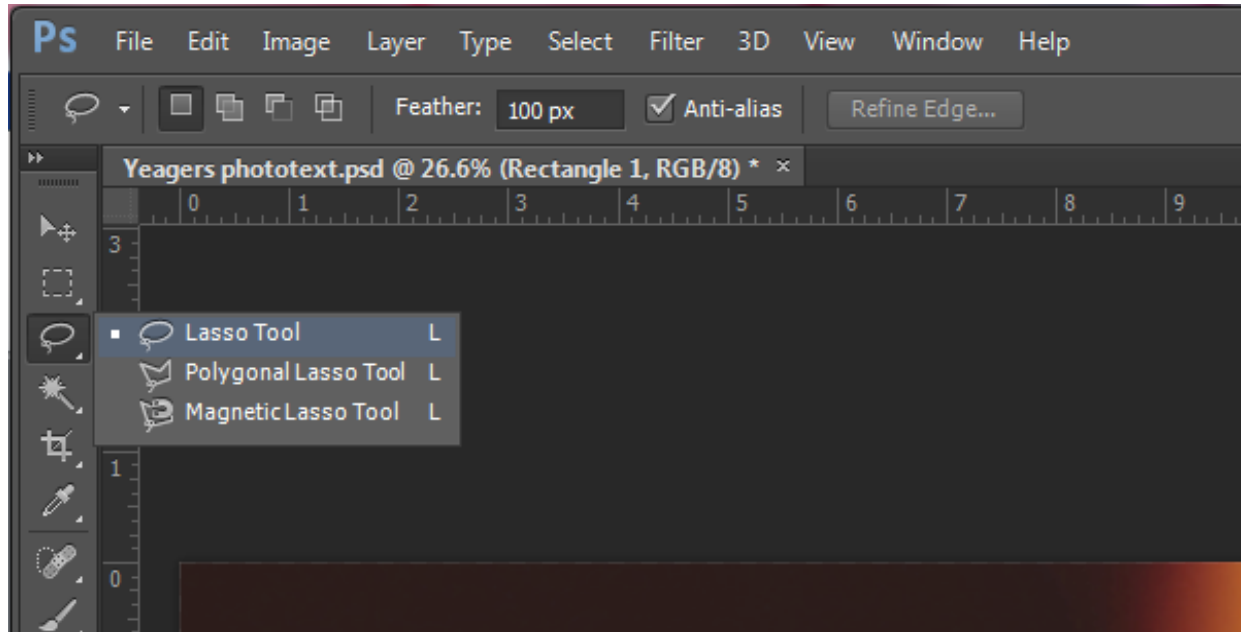 Ps File Edit Image Layer Type Select Filter 3D View Window Help
Feather: 100 px Anti-alias Refine Edge...
Yeagers phototext.psd @ 26.6% (Rectangle 1, RGB/8) * ×
0 1 2 3 4 5 6 7 8 9
3
Lasso Tool L
Polygonal Lasso Tool L
Magnetic Lasso Tool L
1
0